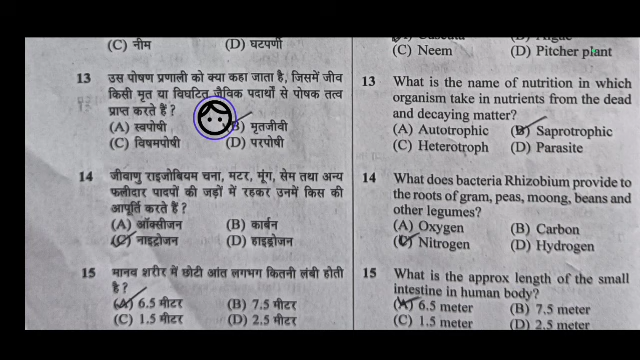 (C) नीम (D) घटपर्णी
13 उस पोषण प्रणाली को क्या कहा जाता है, जिसमें जीव
किसी मृत या विघटित जैविक पदार्थों से पोषक तत्व
प्राप्त करते हैं ?
(A) स्वपोषी (B) मृतजीवी
(C) विषमपोषी (D) परपोषी
14 जीवाणु राइजोबियम चना, मटर, मूंग, सेम तथा अन्य
फलीदार पादपों की जड़ों में रहकर उनमें किस की
आपूर्ति करते हैं ?
(A) ऑक्सीजन (B) कार्बन
(C) नाइट्रोजन (D) हाइड्रोजन
15 मानव शरीर में छोटी आंत लगभग कितनी लंबी होती
है ?
(A) 6.5 मीटर (B) 7.5 मीटर
(C) 1.5 मीटर (D) 2.5 मीटर
(C) Neem (D) Pitcher plant
13 What is the name of nutrition in which
organism take in nutrients from the dead
and decaying matter?
(A) Autotrophic (B) Saprotrophic
(C) Heterotroph (D) Parasite
14 What does bacteria Rhizobium provide to
the roots of gram, peas, moong, beans and
other legumes?
(A) Oxygen (B) Carbon
(C) Nitrogen (D) Hydrogen
15 What is the approx length of the small
intestine in human body?
(A) 6.5 meter (B) 7.5 meter
(C) 1.5 meter (D) 2.5 meter